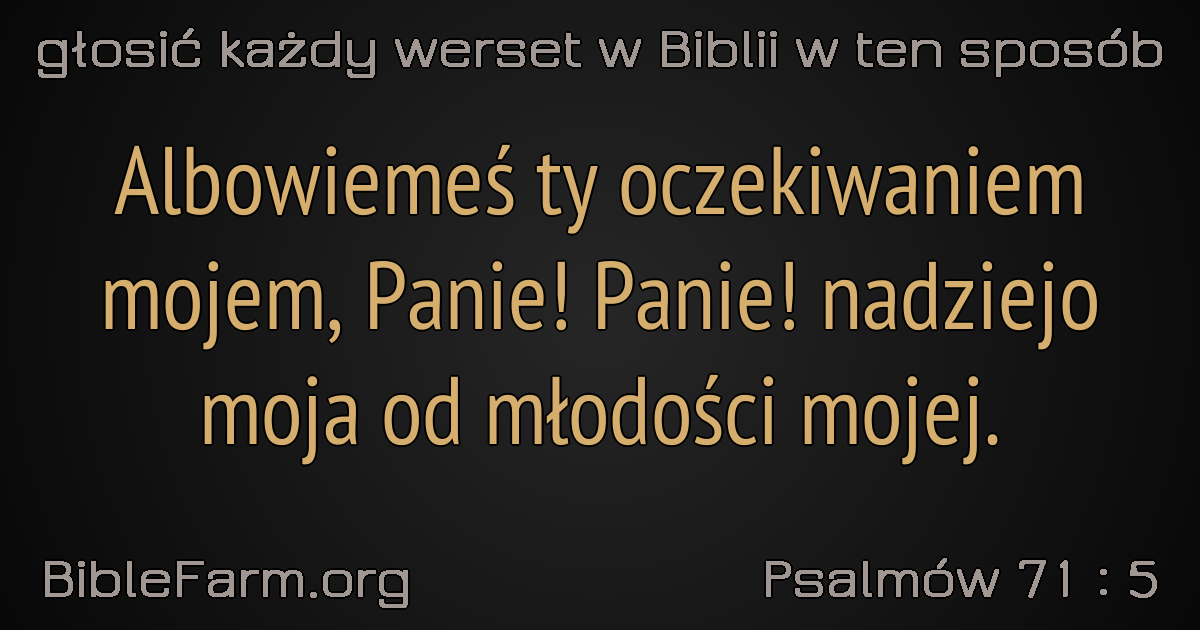 głosić każdy werset w Biblii w ten sposób
Albowiemeś ty oczekiwaniem
mojem, Panie! Panie! nadziejo
moja od młodości mojej.
BibleFarm.org
Psalmów 71 : 5